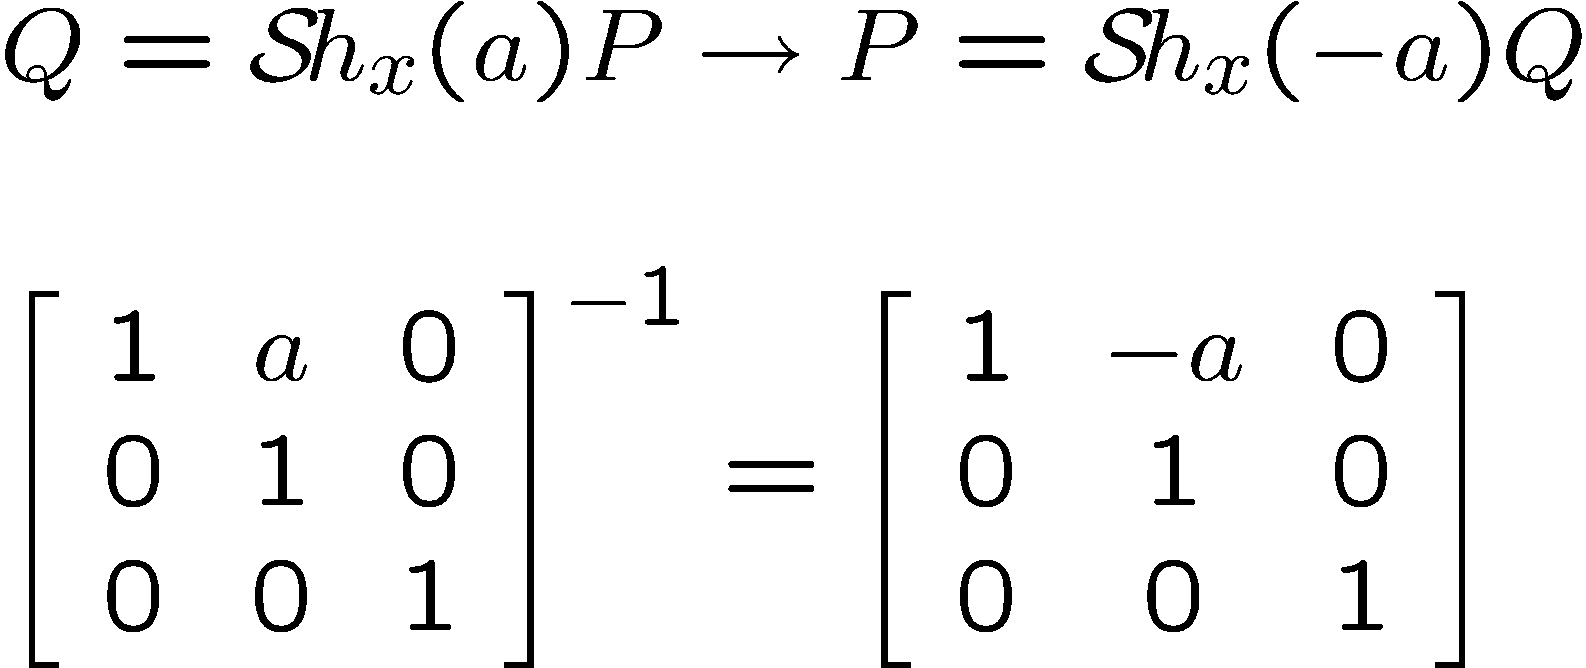 Q = Sh_x(a)P → P = Sh_x(−a)Q
[1 a 0; 0 1 0; 0 0 1]^{−1} = [1 −a 0; 0 1 0; 0 0 1]